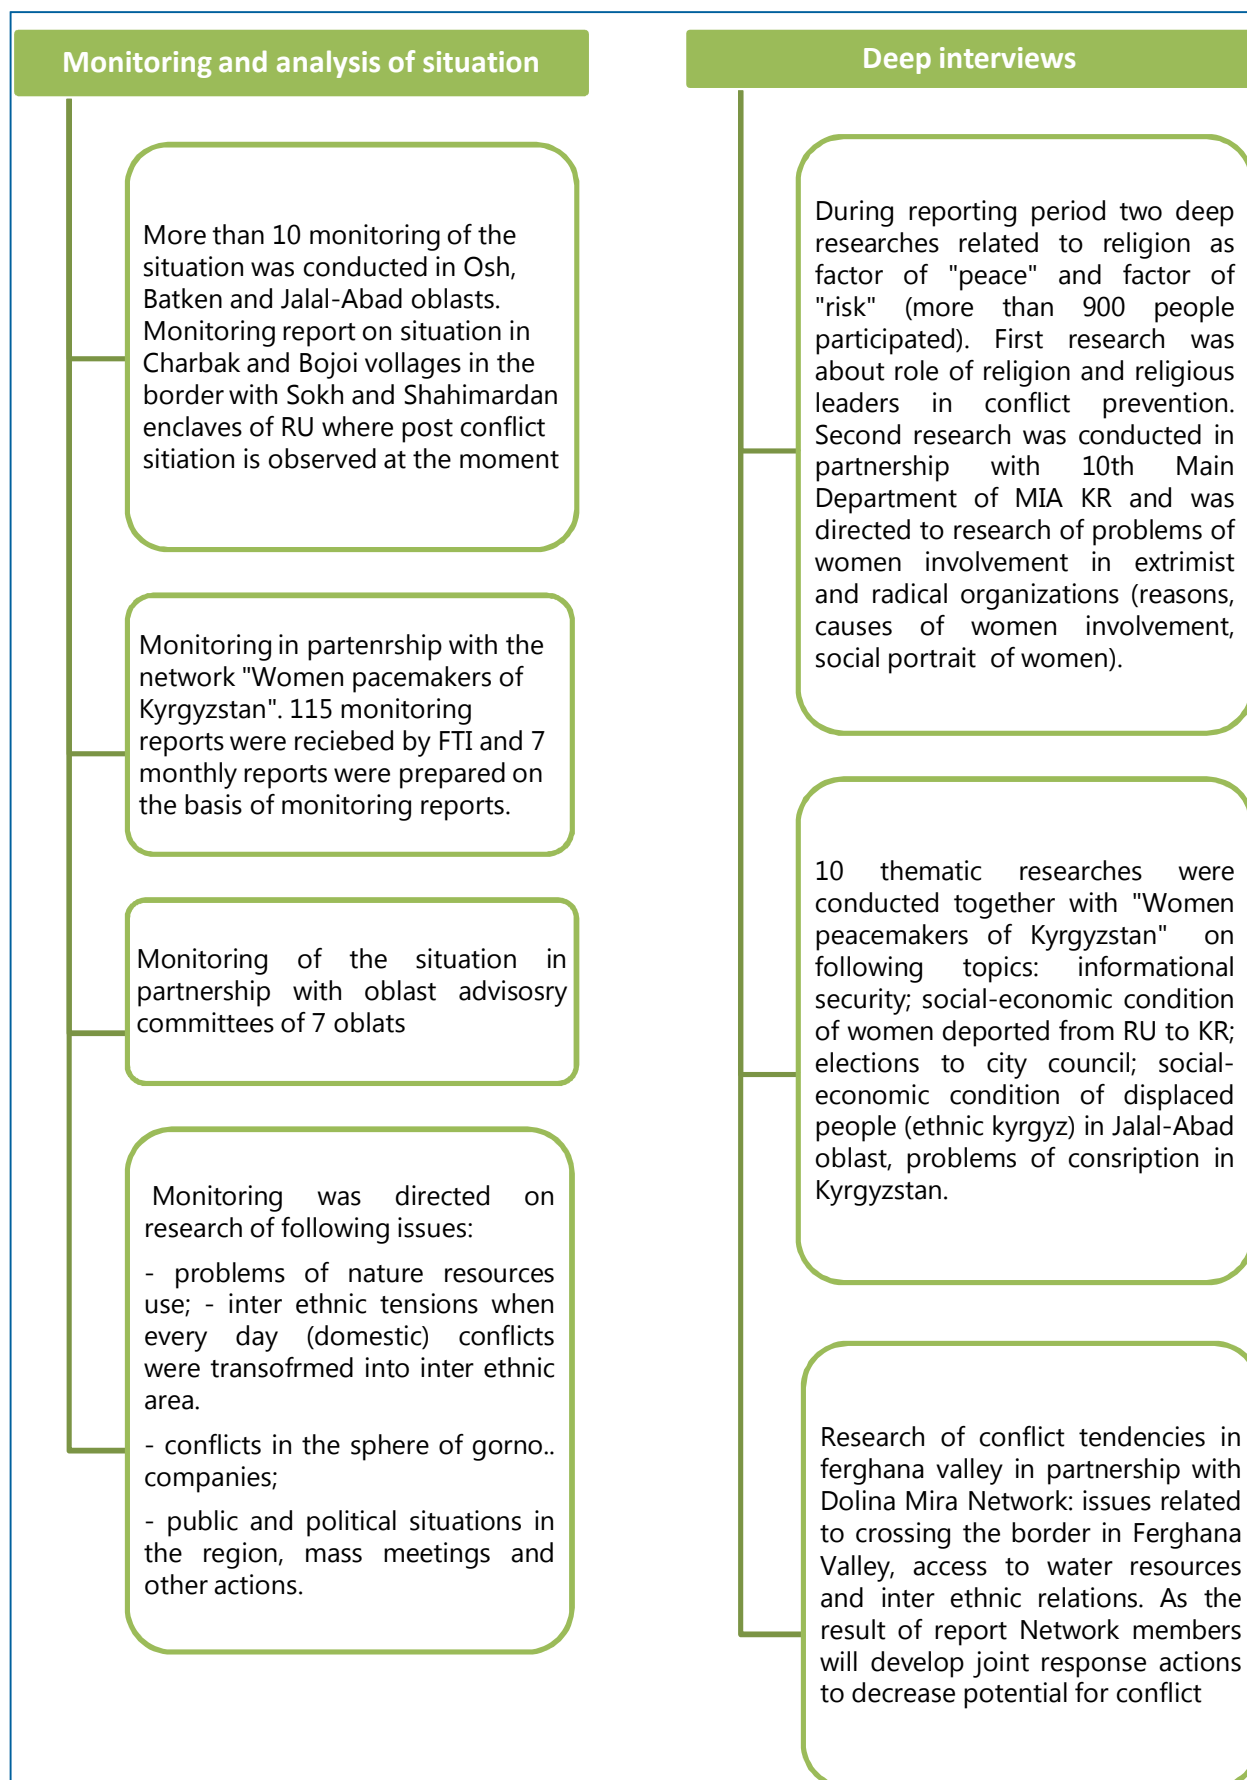 Monitoring and analysis of situation
More than 10 monitoring of the
situation was conducted in Osh,
Batken and Jalal-Abad oblasts.
Monitoring report on situation in
Charbak and Bojoi vollages in the
border with Sokh and Shahimardan
enclaves of RU where post conflict
sitiation is observed at the moment
Monitoring in partenrship with the
network "Women pacemakers of
Kyrgyzstan". 115 monitoring
reports were reciebed by FTI and 7
monthly reports were prepared on
the basis of monitoring reports.
Monitoring of the situation in
partnership with oblast advisosry
committees of 7 oblats
Monitoring was directed on
research of following issues:
- problems of nature resources
use; - inter ethnic tensions when
every day (domestic) conflicts
were transofrmed into inter ethnic
area.
- conflicts in the sphere of gorno..
companies;
- public and political situations in
the region, mass meetings and
other actions.
Deep interviews
During reporting period two deep
researches related to religion as
factor of "peace" and factor of
"risk" (more than 900 people
participated). First research was
about role of religion and religious
leaders in conflict prevention.
Second research was conducted in
partnership with 10th Main
Department of MIA KR and was
directed to research of problems of
women involvement in extrimist
and radical organizations (reasons,
causes of women involvement,
social portrait of women).
10 thematic researches were
conducted together with "Women
peacemakers of Kyrgyzstan" on
following topics: informational
security; social-economic condition
of women deported from RU to KR;
elections to city council; social-
economic condition of displaced
people (ethnic kyrgyz) in Jalal-Abad
oblast, problems of consription in
Kyrgyzstan.
Research of conflict tendencies in
ferghana valley in partnership with
Dolina Mira Network: issues related
to crossing the border in Ferghana
Valley, access to water resources
and inter ethnic relations. As the
result of report Network members
will develop joint response actions
to decrease potential for conflict